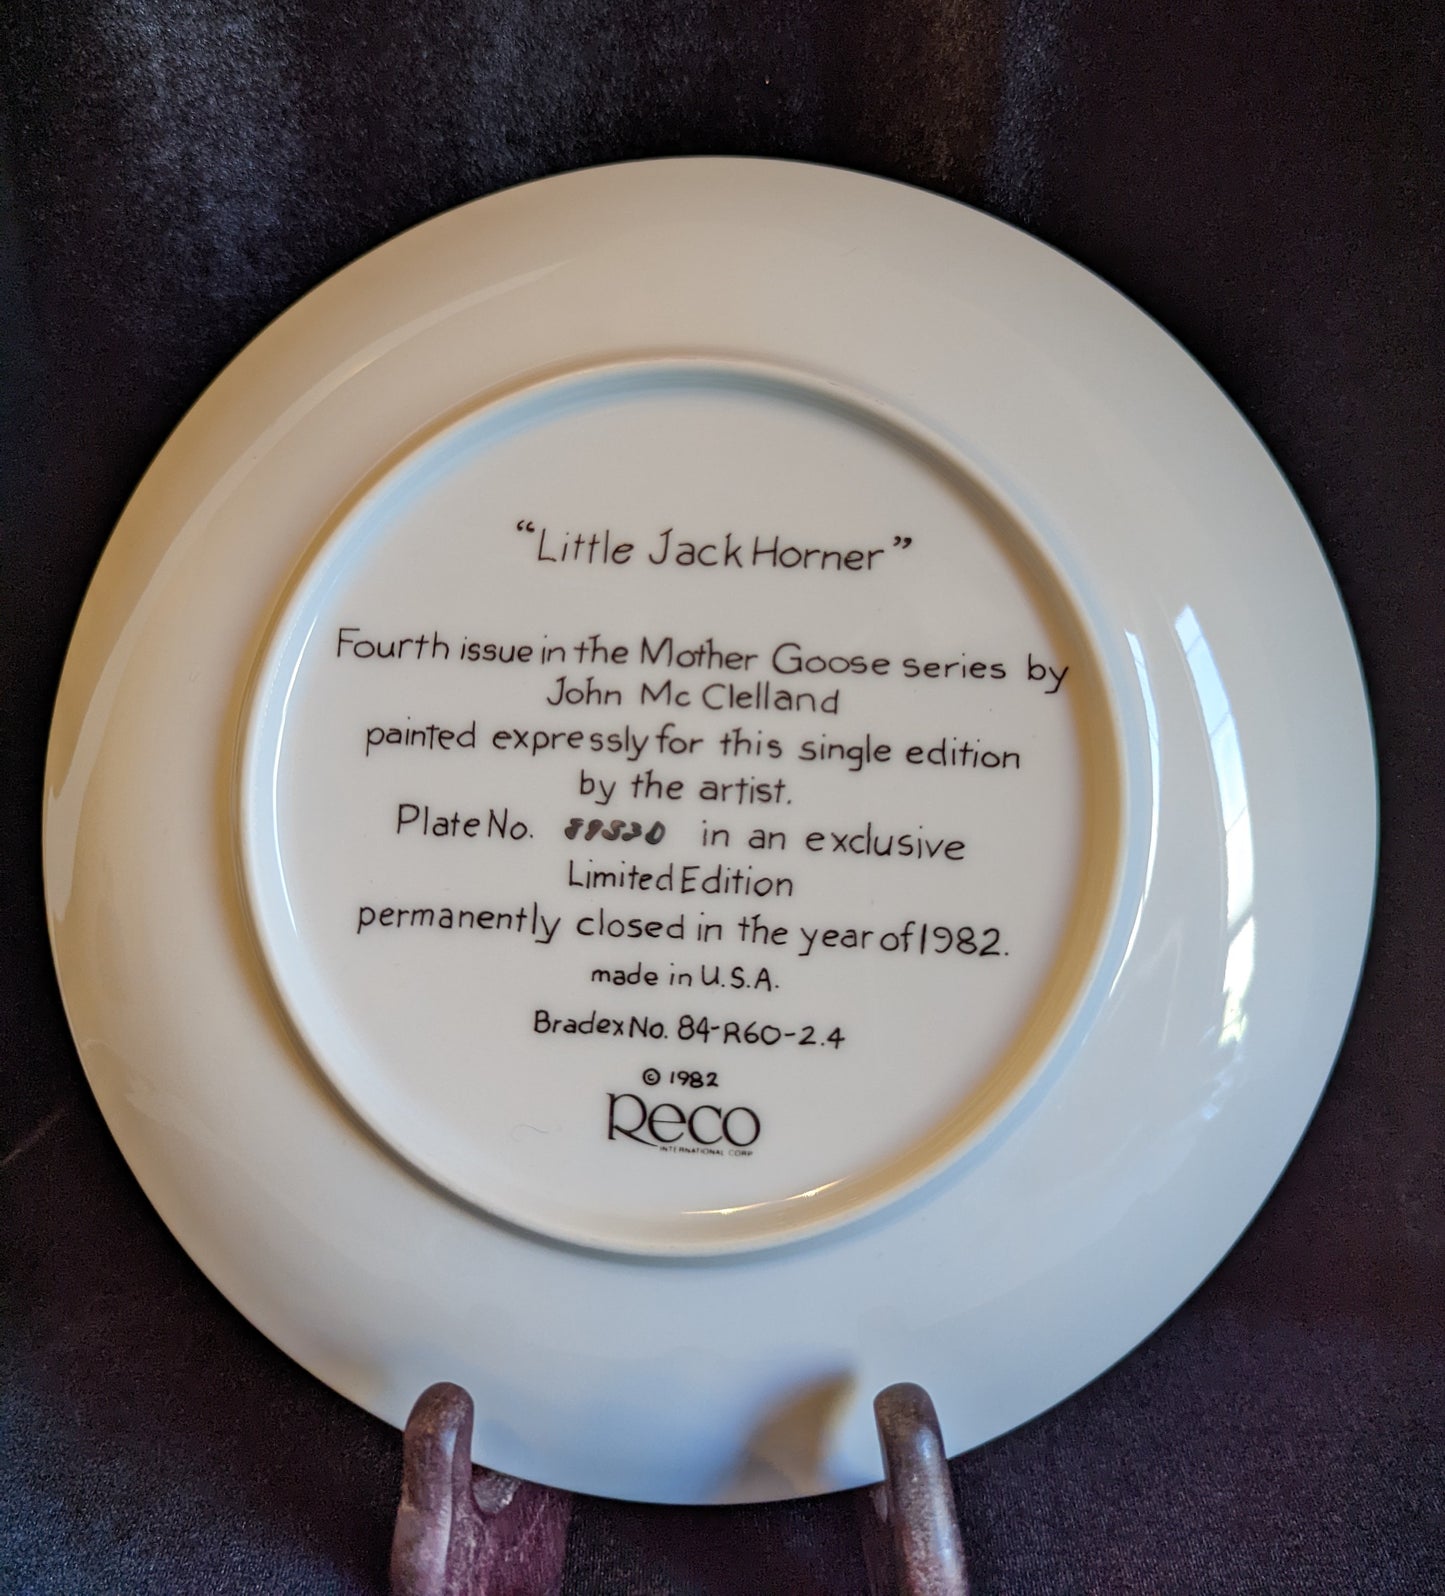 “Little Jack Horner”
Fourth issue in the Mother Goose series by
John Mc Clelland
painted expressly for this single edition
by the artist.
Plate No. in an exclusive
Limited Edition
permanently closed in the year of 1982.
made in U.S.A.
Bradex No. 84-R60-2.4
© 1982
Reco
INTERNATIONAL CORP